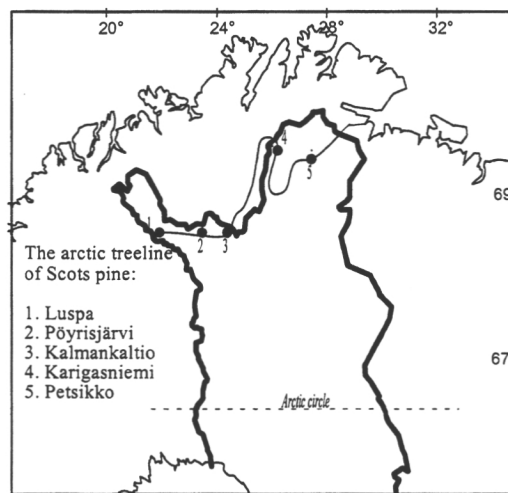 20° 24° 28° 32°
4
5
69
1 2 3
The arctic treeline
of Scots pine:
1. Luspa
2. Pöyrisjärvi
3. Kalmankaltio
4. Karigasniemi
5. Petsikko
67
Arctic circle